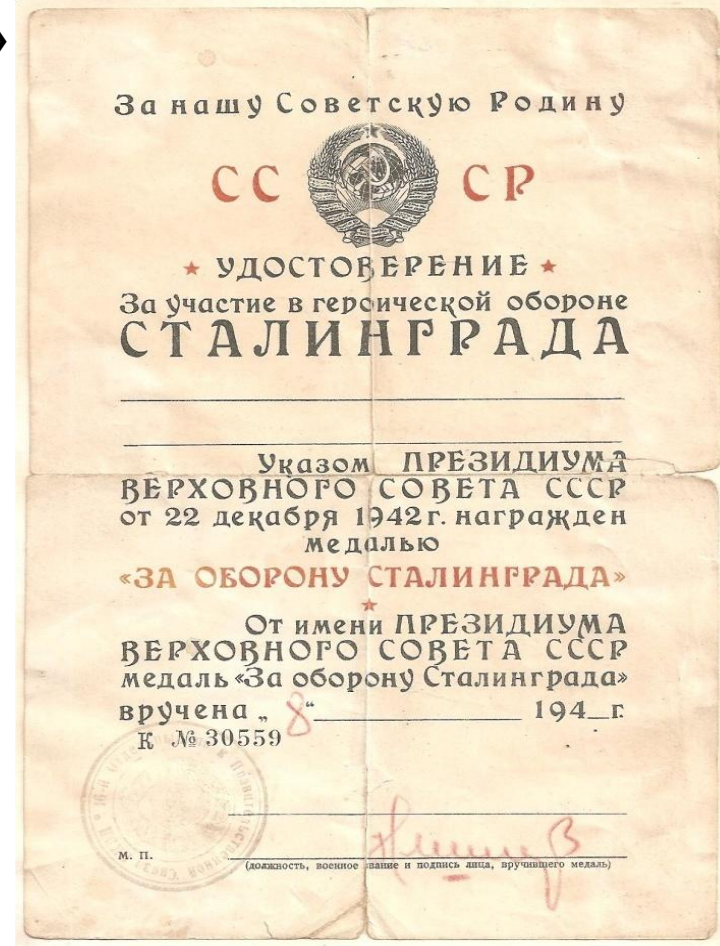 За нашу Советскую Родину
СС СР
УДОСТОВЕРЕНИЕ
За участие в героической обороне
СТАЛИНГРАДА
Указом ПРЕЗИДИУМА
ВЕРХОВНОГО СОВЕТА СССР
от 22 декабря 1942 г. награжден
медалью
«ЗА ОБОРОНУ СТАЛИНГРАДА»
От имени ПРЕЗИДИУМА
ВЕРХОВНОГО СОВЕТА СССР
медаль «За оборону Сталинграда»
вручена „ 8 “ 194 г.
К № 30559
М. П.
(должность, военное звание и подпись лица, вручившего медаль)